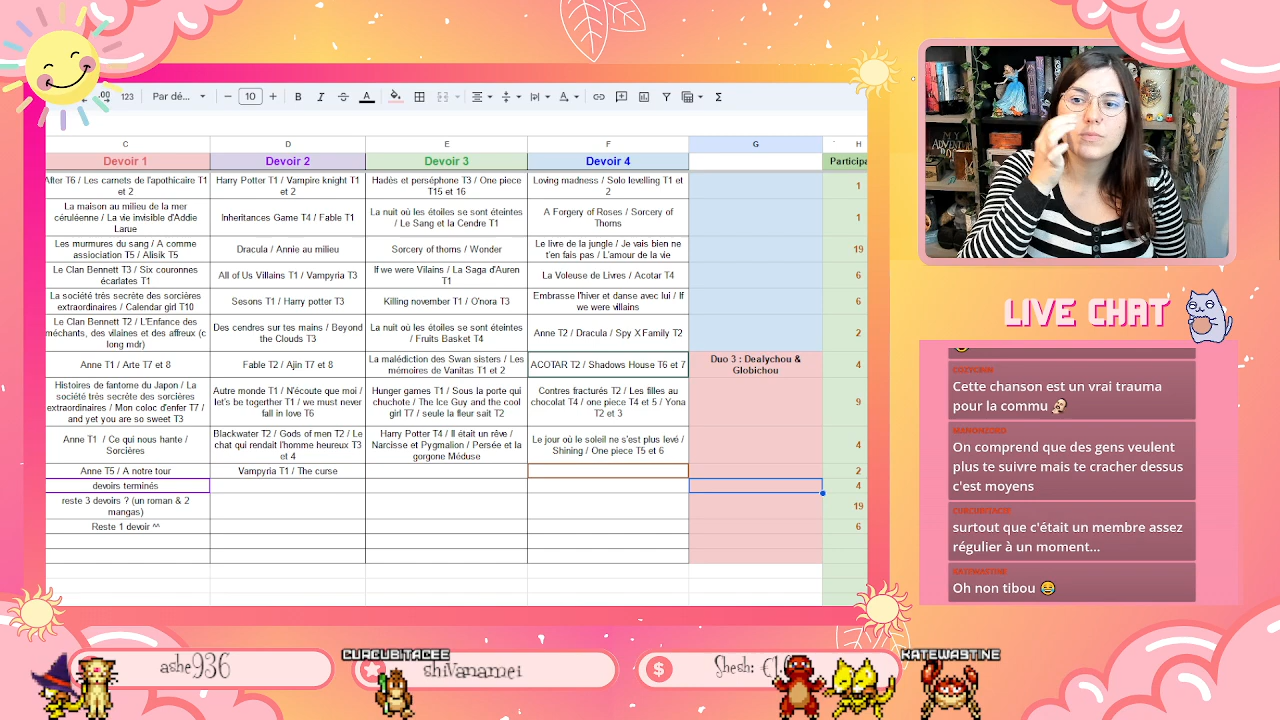 .00 123 Par dé... − 10 + B I S A Σ
C D E F G H
Devoir 1 Devoir 2 Devoir 3 Devoir 4 Participa
After T6 / Les carnets de l'apothicaire T1
et 2
Harry Potter T1 / Vampire knight T1
et 2
Hadès et perséphone T3 / One piece
T15 et 16
Loving madness / Solo levelling T1 et
2
1
La maison au milieu de la mer
céruléenne / La vie invisible d'Addie
Larue
Inheritances Game T4 / Fable T1
La nuit où les étoiles se sont éteintes
/ Le Sang et la Cendre T1
A Forgery of Roses / Sorcery of
Thorns
1
Les murmures du sang / A comme
assiociation T5 / Alisik T5
Dracula / Annie au milieu
Sorcery of thorns / Wonder
Le livre de la jungle / Je vais bien ne
t'en fais pas / L'amour de la vie
19
Le Clan Bennett T3 / Six couronnes
écarlates T1
All of Us Villains T1 / Vampyria T3
If we were Vilains / La Saga d'Auren
T1
La Voleuse de Livres / Acotar T4
6
La société très secrète des sorcières
extraordinaires / Calendar girl T10
Sesons T1 / Harry potter T3
Killing november T1 / O'nora T3
Embrasse l'hiver et danse avec lui / If
we were villains
6
Le Clan Bennett T2 / L'Enfance des
méchants, des vilaines et des affreux (c
long mdr)
Des cendres sur tes mains / Beyond
the Clouds T3
La nuit où les étoiles se sont éteintes
/ Fruits Basket T4
Anne T2 / Dracula / Spy X Family T2
2
Anne T1 / Arte T7 et 8
Fable T2 / Ajin T7 et 8
La malédiction des Swan sisters / Les
mémoires de Vanitas T1 et 2
ACOTAR T2 / Shadows House T6 et 7
Duo 3 : Dealychou &
Globichou
4
Histoires de fantome du Japon / La
société trés secrète des sorcières
extraordinaires / Mon coloc d'enfer T7 /
and yet you are so sweet T3
Autre monde T1 / N'écoute que moi /
let's be togerther T1 / we must never
fall in love T6
Hunger games T1 / Sous la porte qui
chuchote / The Ice Guy and the cool
girl T7 / seule la fleur sait T2
Contres fracturés T2 / Les filles au
chocolat T4 / one piece T4 et 5 / Yona
T2 et 3
9
Anne T1 / Ce qui nous hante /
Sorcières
Blackwater T2 / Gods of men T2 / Le
chat qui rendait l'homme heureux T3
et 4
Harry Potter T4 / Il était un rêve /
Narcisse et Pygmalion / Persée et la
gorgone Méduse
Le jour où le soleil ne s'est plus levé /
Shining / One piece T5 et 6
4
Anne T5 / A notre tour
Vampyria T1 / The curse
2
devoirs terminés
4
reste 3 devoirs ? (un roman & 2
mangas)
19
Reste 1 devoir ^^
6
LIVE CHAT
Cette chanson est un vrai trauma
pour la commu
On comprend que des gens veulent
plus te suivre mais te cracher dessus
c'est moyens
CURCUBITACEE
surtout que c'était un membre assez
régulier à un moment...
KATEWASTINE
Oh non tibou
ashe936
CURCUBITACEE
shivanamei
$ Shesh:
KATEWASTINE